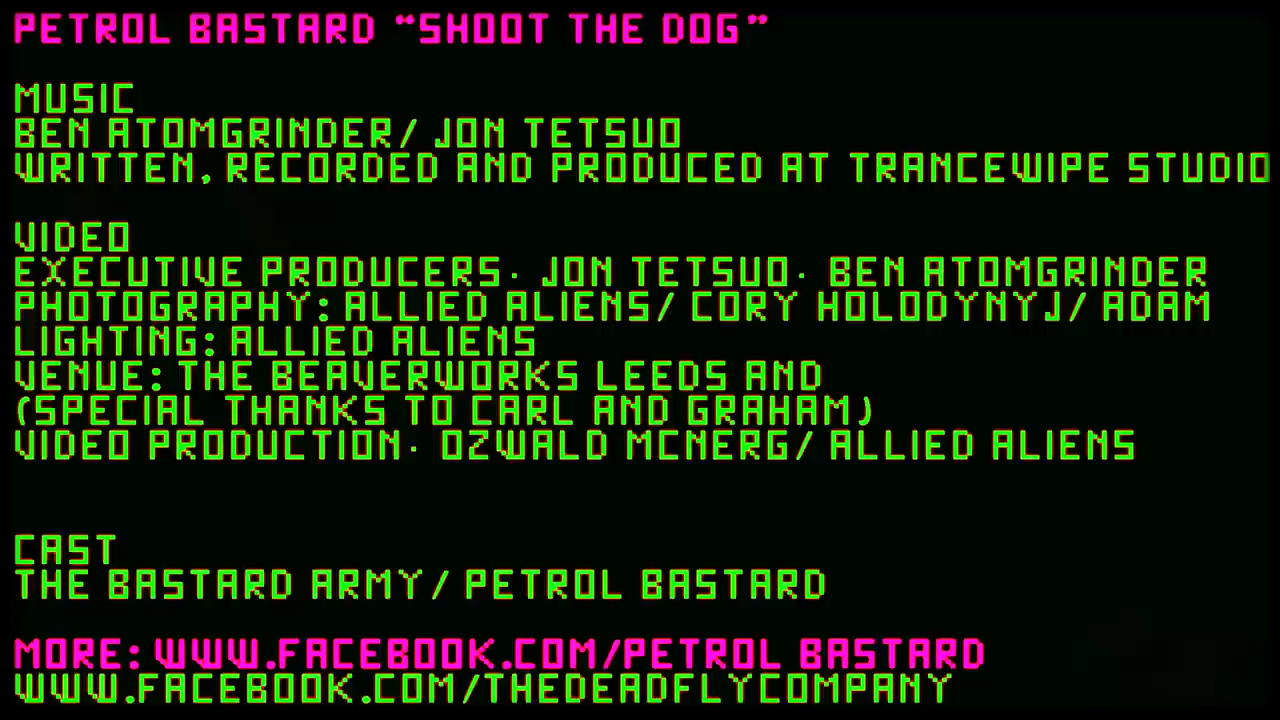 PETROL BASTARD “SHOOT THE DOG”
MUSIC
BEN ATOMGRINDER/ JON TETSUO
WRITTEN, RECORDED AND PRODUCED AT TRANCEWIPE STUDIO
VIDEO
EXECUTIVE PRODUCERS· JON TETSUO· BEN ATOMGRINDER
PHOTOGRAPHY: ALLIED ALIENS/ CORY HOLODYNYJ/ ADAM
LIGHTING: ALLIED ALIENS
VENUE: THE BEAVERWORKS LEEDS AND
(SPECIAL THANKS TO CARL AND GRAHAM)
VIDEO PRODUCTION· OZWALD MCNERG/ ALLIED ALIENS
CAST
THE BASTARD ARMY/ PETROL BASTARD
MORE: WWW.FACEBOOK.COM/PETROL BASTARD
WWW.FACEBOOK.COM/THEDEADFLYCOMPANY